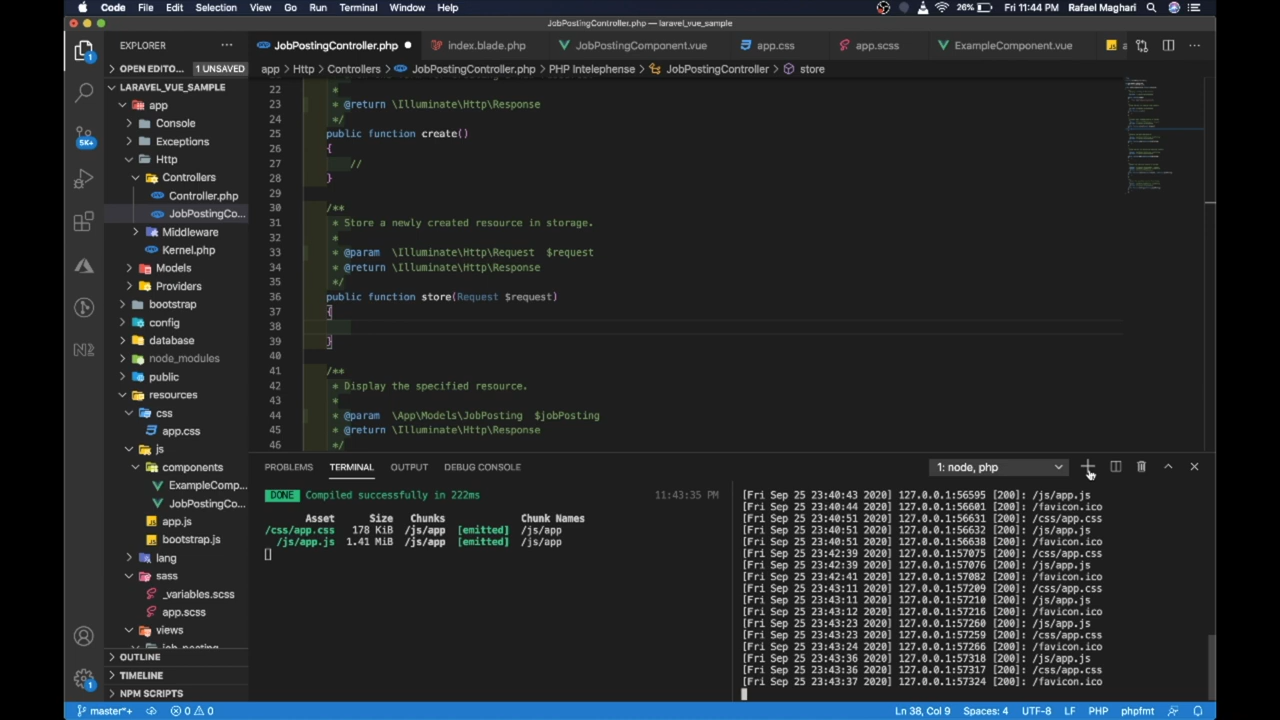 Code File Edit Selection View Go Run Terminal Window Help 26% Fri 11:44 PM Rafael Maghari
JobPostingController.php — laravel_vue_sample
EXPLORER
JobPostingController.php index.blade.php JobPostingComponent.vue app.css app.scss ExampleComponent.vue
OPEN EDITO... 1 UNSAVED
app > Http > Controllers > JobPostingController.php > PHP Intelephense > JobPostingController > store
LARAVEL_VUE_SAMPLE
app
Console
Exceptions
Http
Controllers
Controller.php
JobPostingCo...
Middleware
Kernel.php
Models
Providers
bootstrap
config
database
node_modules
public
resources
css
app.css
js
components
ExampleComp...
JobPostingCo...
app.js
bootstrap.js
lang
sass
_variables.scss
app.scss
views
OUTLINE
TIMELINE
NPM SCRIPTS
5K+
1
1
22 *
23 * @return \Illuminate\Http\Response
24 */
25 public function create()
26 {
27 //
28 }
29
30 /**
31 * Store a newly created resource in storage.
32 *
33 * @param \Illuminate\Http\Request $request
34 * @return \Illuminate\Http\Response
35 */
36 public function store(Request $request)
37 {
38
39 }
40
41 /**
42 * Display the specified resource.
43 *
44 * @param \App\Models\JobPosting $jobPosting
45 * @return \Illuminate\Http\Response
46 */
PROBLEMS TERMINAL OUTPUT DEBUG CONSOLE 1: node, php
DONE Compiled successfully in 222ms 11:43:35 PM
Asset Size Chunks Chunk Names
/css/app.css 178 KiB /js/app [emitted] /js/app
/js/app.js 1.41 MiB /js/app [emitted] /js/app
[Fri Sep 25 23:40:43 2020] 127.0.0.1:56595 [200]: /js/app.js
[Fri Sep 25 23:40:44 2020] 127.0.0.1:56601 [200]: /favicon.ico
[Fri Sep 25 23:40:51 2020] 127.0.0.1:56631 [200]: /css/app.css
[Fri Sep 25 23:40:51 2020] 127.0.0.1:56632 [200]: /js/app.js
[Fri Sep 25 23:40:51 2020] 127.0.0.1:56638 [200]: /favicon.ico
[Fri Sep 25 23:42:39 2020] 127.0.0.1:57075 [200]: /css/app.css
[Fri Sep 25 23:42:39 2020] 127.0.0.1:57076 [200]: /js/app.js
[Fri Sep 25 23:42:41 2020] 127.0.0.1:57082 [200]: /favicon.ico
[Fri Sep 25 23:43:11 2020] 127.0.0.1:57209 [200]: /css/app.css
[Fri Sep 25 23:43:11 2020] 127.0.0.1:57210 [200]: /js/app.js
[Fri Sep 25 23:43:12 2020] 127.0.0.1:57216 [200]: /favicon.ico
[Fri Sep 25 23:43:23 2020] 127.0.0.1:57260 [200]: /js/app.js
[Fri Sep 25 23:43:23 2020] 127.0.0.1:57259 [200]: /css/app.css
[Fri Sep 25 23:43:24 2020] 127.0.0.1:57266 [200]: /favicon.ico
[Fri Sep 25 23:43:36 2020] 127.0.0.1:57318 [200]: /js/app.js
[Fri Sep 25 23:43:36 2020] 127.0.0.1:57317 [200]: /css/app.css
[Fri Sep 25 23:43:37 2020] 127.0.0.1:57324 [200]: /favicon.ico
master*+ 0 0 Ln 38, Col 9 Spaces: 4 UTF-8 LF PHP phpfmt